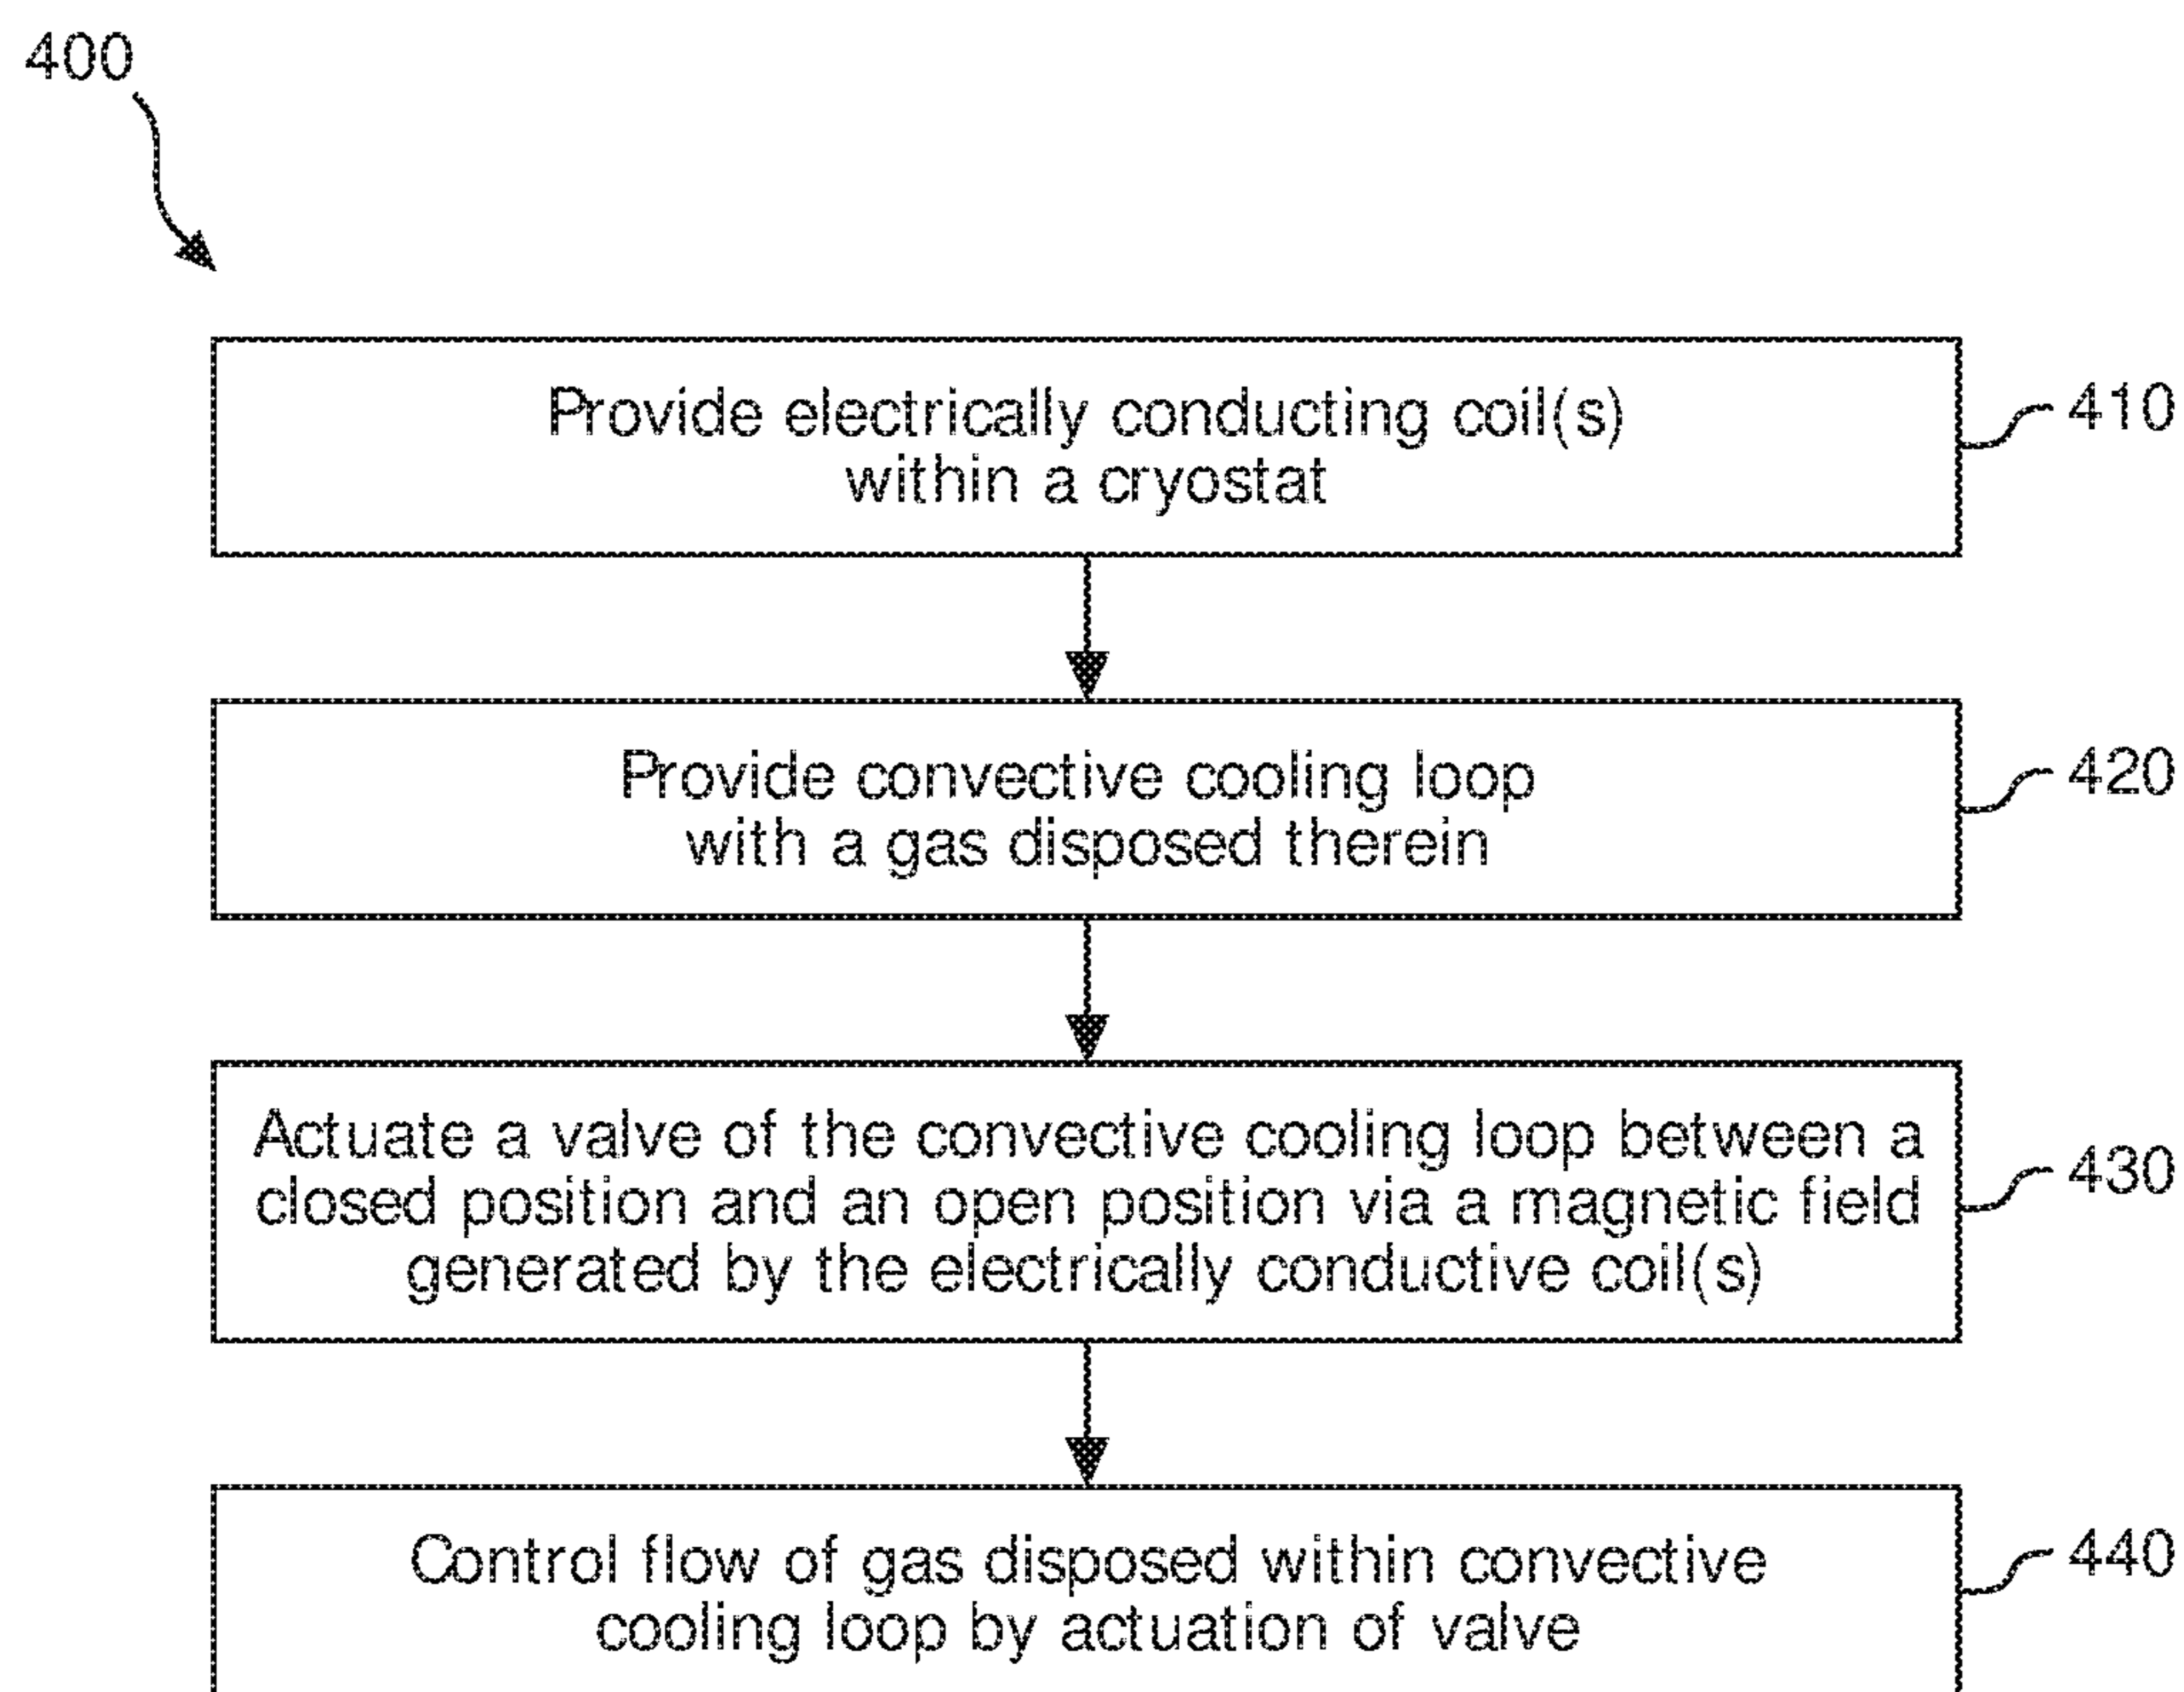 400
Provide electrically conducting coil(s)
within a cryostat
410
Provide convective cooling loop
with a gas disposed therein
420
Actuate a valve of the convective cooling loop between a
closed position and an open position via a magnetic field
generated by the electrically conductive coil(s)
430
Control flow of gas disposed within convective
cooling loop by actuation of valve
440